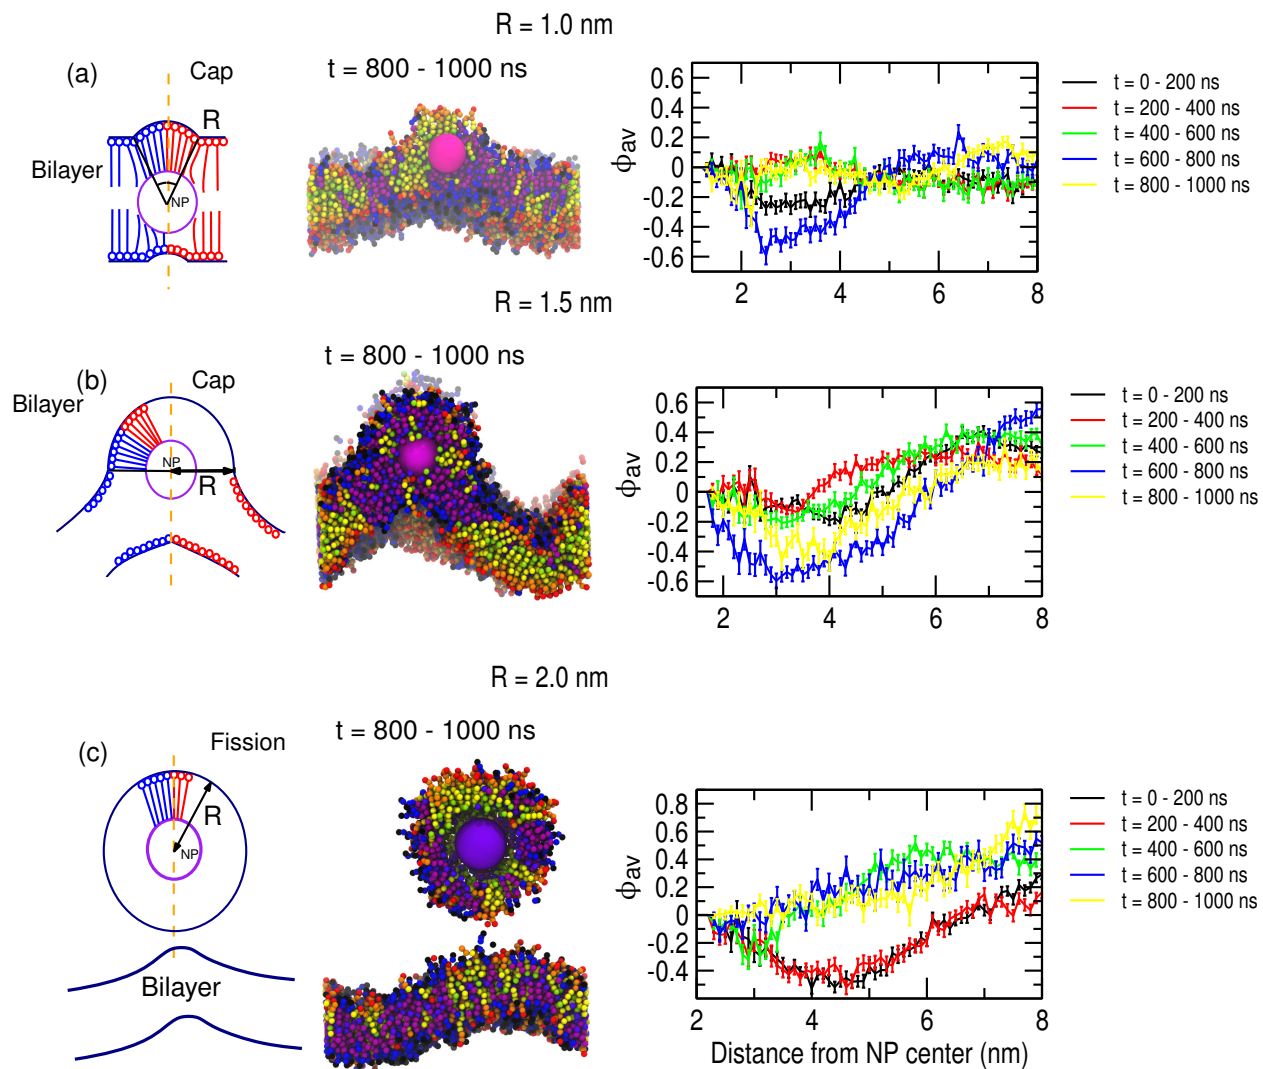 R = 1.0 nm
(a)
Cap
R
Bilayer
NP
t = 800 - 1000 ns
0.6
0.4
0.2
0
-0.2
-0.4
-0.6
ϕav
2
4
6
8
t = 0 - 200 ns
t = 200 - 400 ns
t = 400 - 600 ns
t = 600 - 800 ns
t = 800 - 1000 ns
R = 1.5 nm
(b)
Cap
Bilayer
NP
R
t = 800 - 1000 ns
0.6
0.4
0.2
0
-0.2
-0.4
-0.6
ϕav
2
4
6
8
t = 0 - 200 ns
t = 200 - 400 ns
t = 400 - 600 ns
t = 600 - 800 ns
t = 800 - 1000 ns
R = 2.0 nm
(c)
Fission
R
NP
Bilayer
t = 800 - 1000 ns
0.8
0.6
0.4
0.2
0
-0.2
-0.4
ϕav
2
4
6
8
Distance from NP center (nm)
t = 0 - 200 ns
t = 200 - 400 ns
t = 400 - 600 ns
t = 600 - 800 ns
t = 800 - 1000 ns